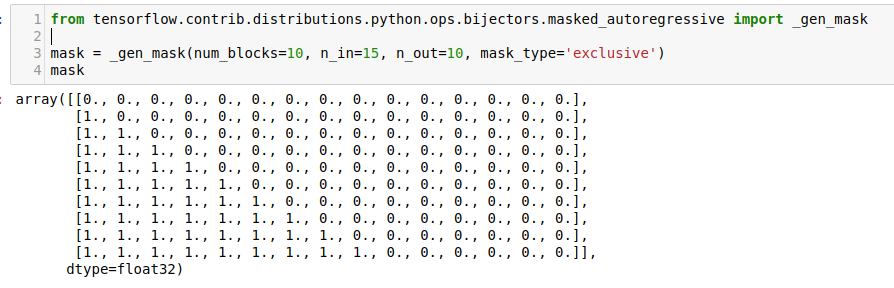 1 from tensorflow.contrib.distributions.python.ops.bijectors.masked_autoregressive import _gen_mask
2
3 mask = _gen_mask(num_blocks=10, n_in=15, n_out=10, mask_type='exclusive')
4 mask
: array([[0., 0., 0., 0., 0., 0., 0., 0., 0., 0., 0., 0., 0., 0., 0.],
[1., 0., 0., 0., 0., 0., 0., 0., 0., 0., 0., 0., 0., 0., 0.],
[1., 1., 0., 0., 0., 0., 0., 0., 0., 0., 0., 0., 0., 0., 0.],
[1., 1., 1., 0., 0., 0., 0., 0., 0., 0., 0., 0., 0., 0., 0.],
[1., 1., 1., 1., 0., 0., 0., 0., 0., 0., 0., 0., 0., 0., 0.],
[1., 1., 1., 1., 1., 0., 0., 0., 0., 0., 0., 0., 0., 0., 0.],
[1., 1., 1., 1., 1., 1., 0., 0., 0., 0., 0., 0., 0., 0., 0.],
[1., 1., 1., 1., 1., 1., 1., 0., 0., 0., 0., 0., 0., 0., 0.],
[1., 1., 1., 1., 1., 1., 1., 1., 0., 0., 0., 0., 0., 0., 0.],
[1., 1., 1., 1., 1., 1., 1., 1., 1., 0., 0., 0., 0., 0., 0.]],
dtype=float32)